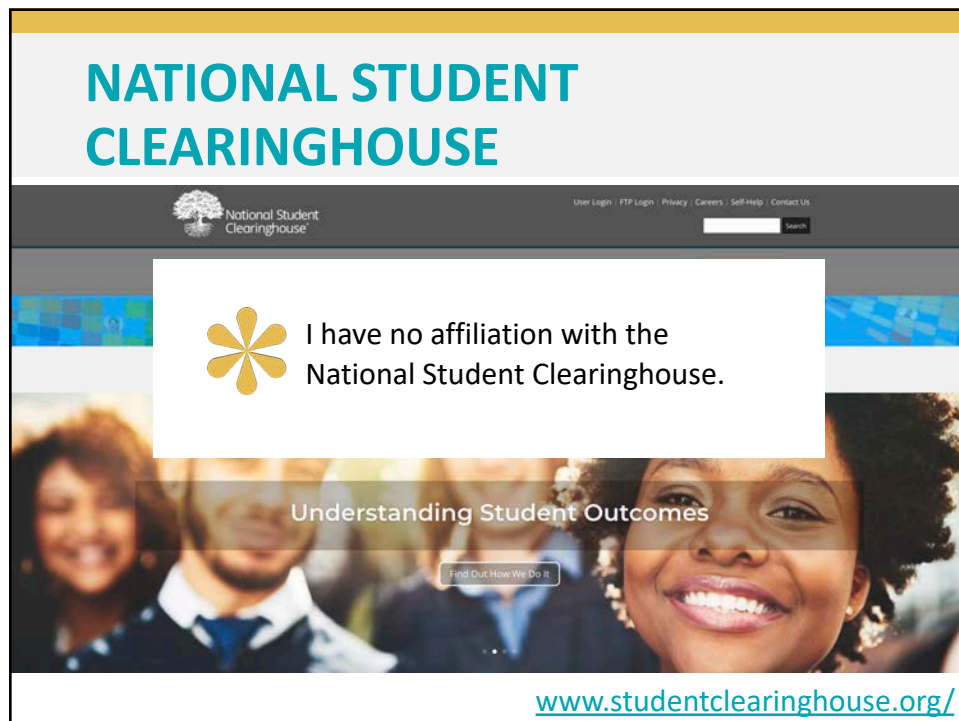 NATIONAL STUDENT
CLEARINGHOUSE
National Student
Clearinghouse
User Login | FTP Login | Privacy | Careers | Self-Help | Contact Us
Search
I have no affiliation with the
National Student Clearinghouse.
Understanding Student Outcomes
Find Out How We Do It
www.studentclearinghouse.org/